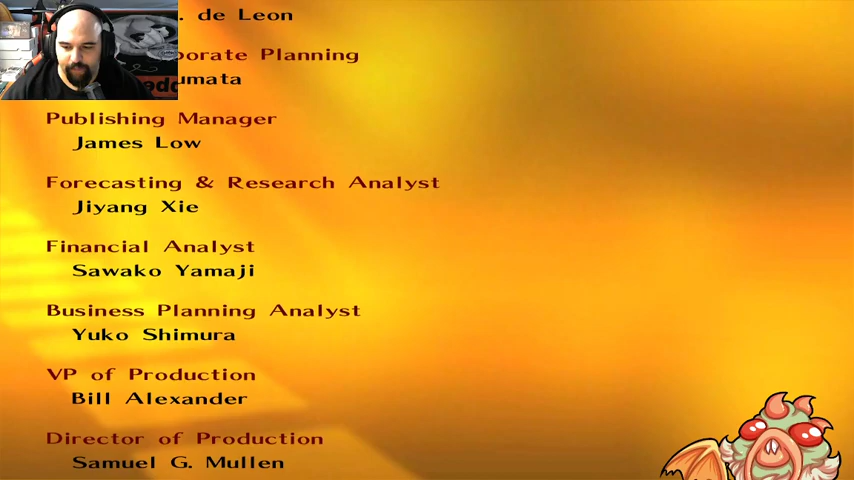 . de Leon
orate Planning
umata
Publishing Manager
James Low
Forecasting & Research Analyst
Jiyang Xie
Financial Analyst
Sawako Yamaji
Business Planning Analyst
Yuko Shimura
VP of Production
Bill Alexander
Director of Production
Samuel G. Mullen